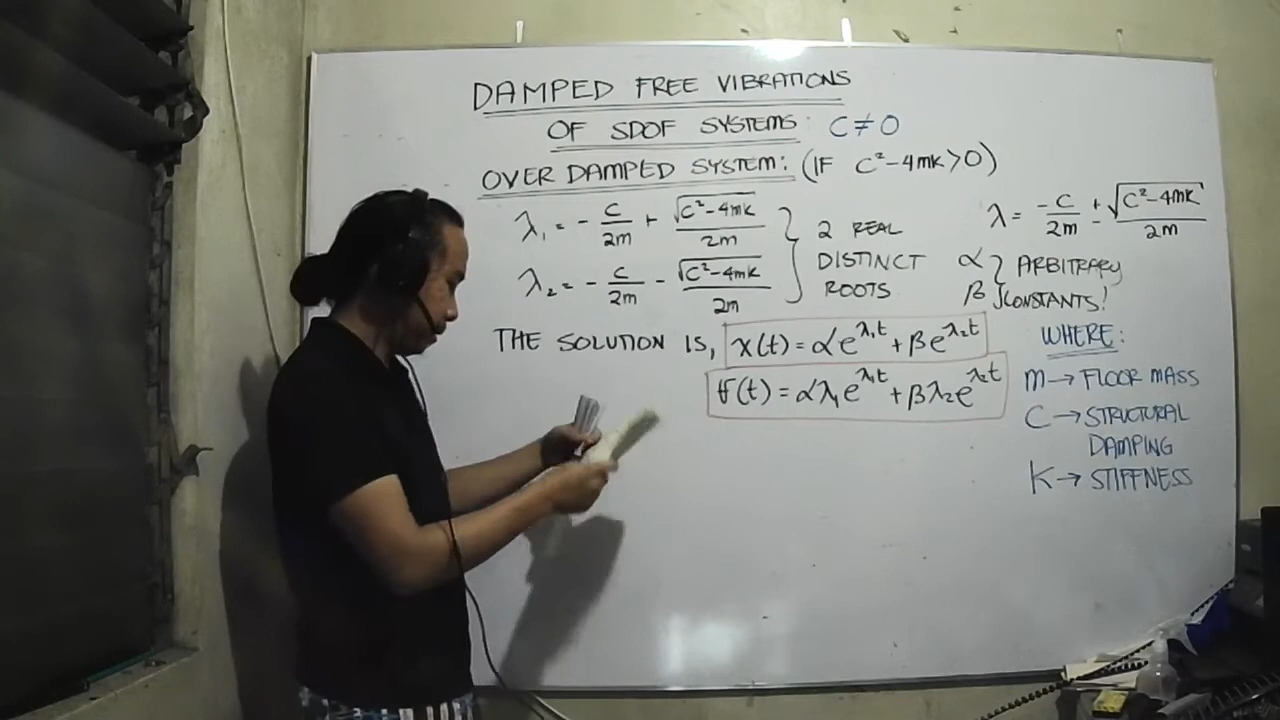 DAMPED FREE VIBRATIONS
OF SDOF SYSTEMS: C≠0
OVER DAMPED SYSTEM: (IF C²-4mk>0)
λ₁ = - C/2m + √(C²-4mk)/2m
λ₂ = - C/2m - √(C²-4mk)/2m
} 2 REAL
DISTINCT
ROOTS
λ = -C/2m ± √(C²-4mk)/2m
α } ARBITRARY
β CONSTANTS!
THE SOLUTION IS, x(t) = αe^λ₁t + βe^λ₂t
v(t) = αλ₁e^λ₁t + βλ₂e^λ₂t
WHERE:
m → FLOOR MASS
C → STRUCTURAL
DAMPING
K → STIFFNESS